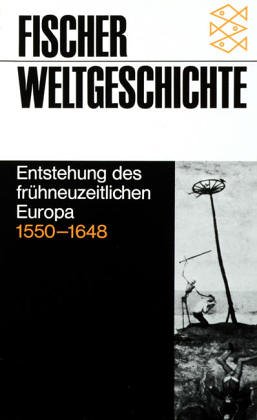 FISCHER
WELTGESCHICHTE
Entstehung des
frühneuzeitlichen
Europa
1550–1648